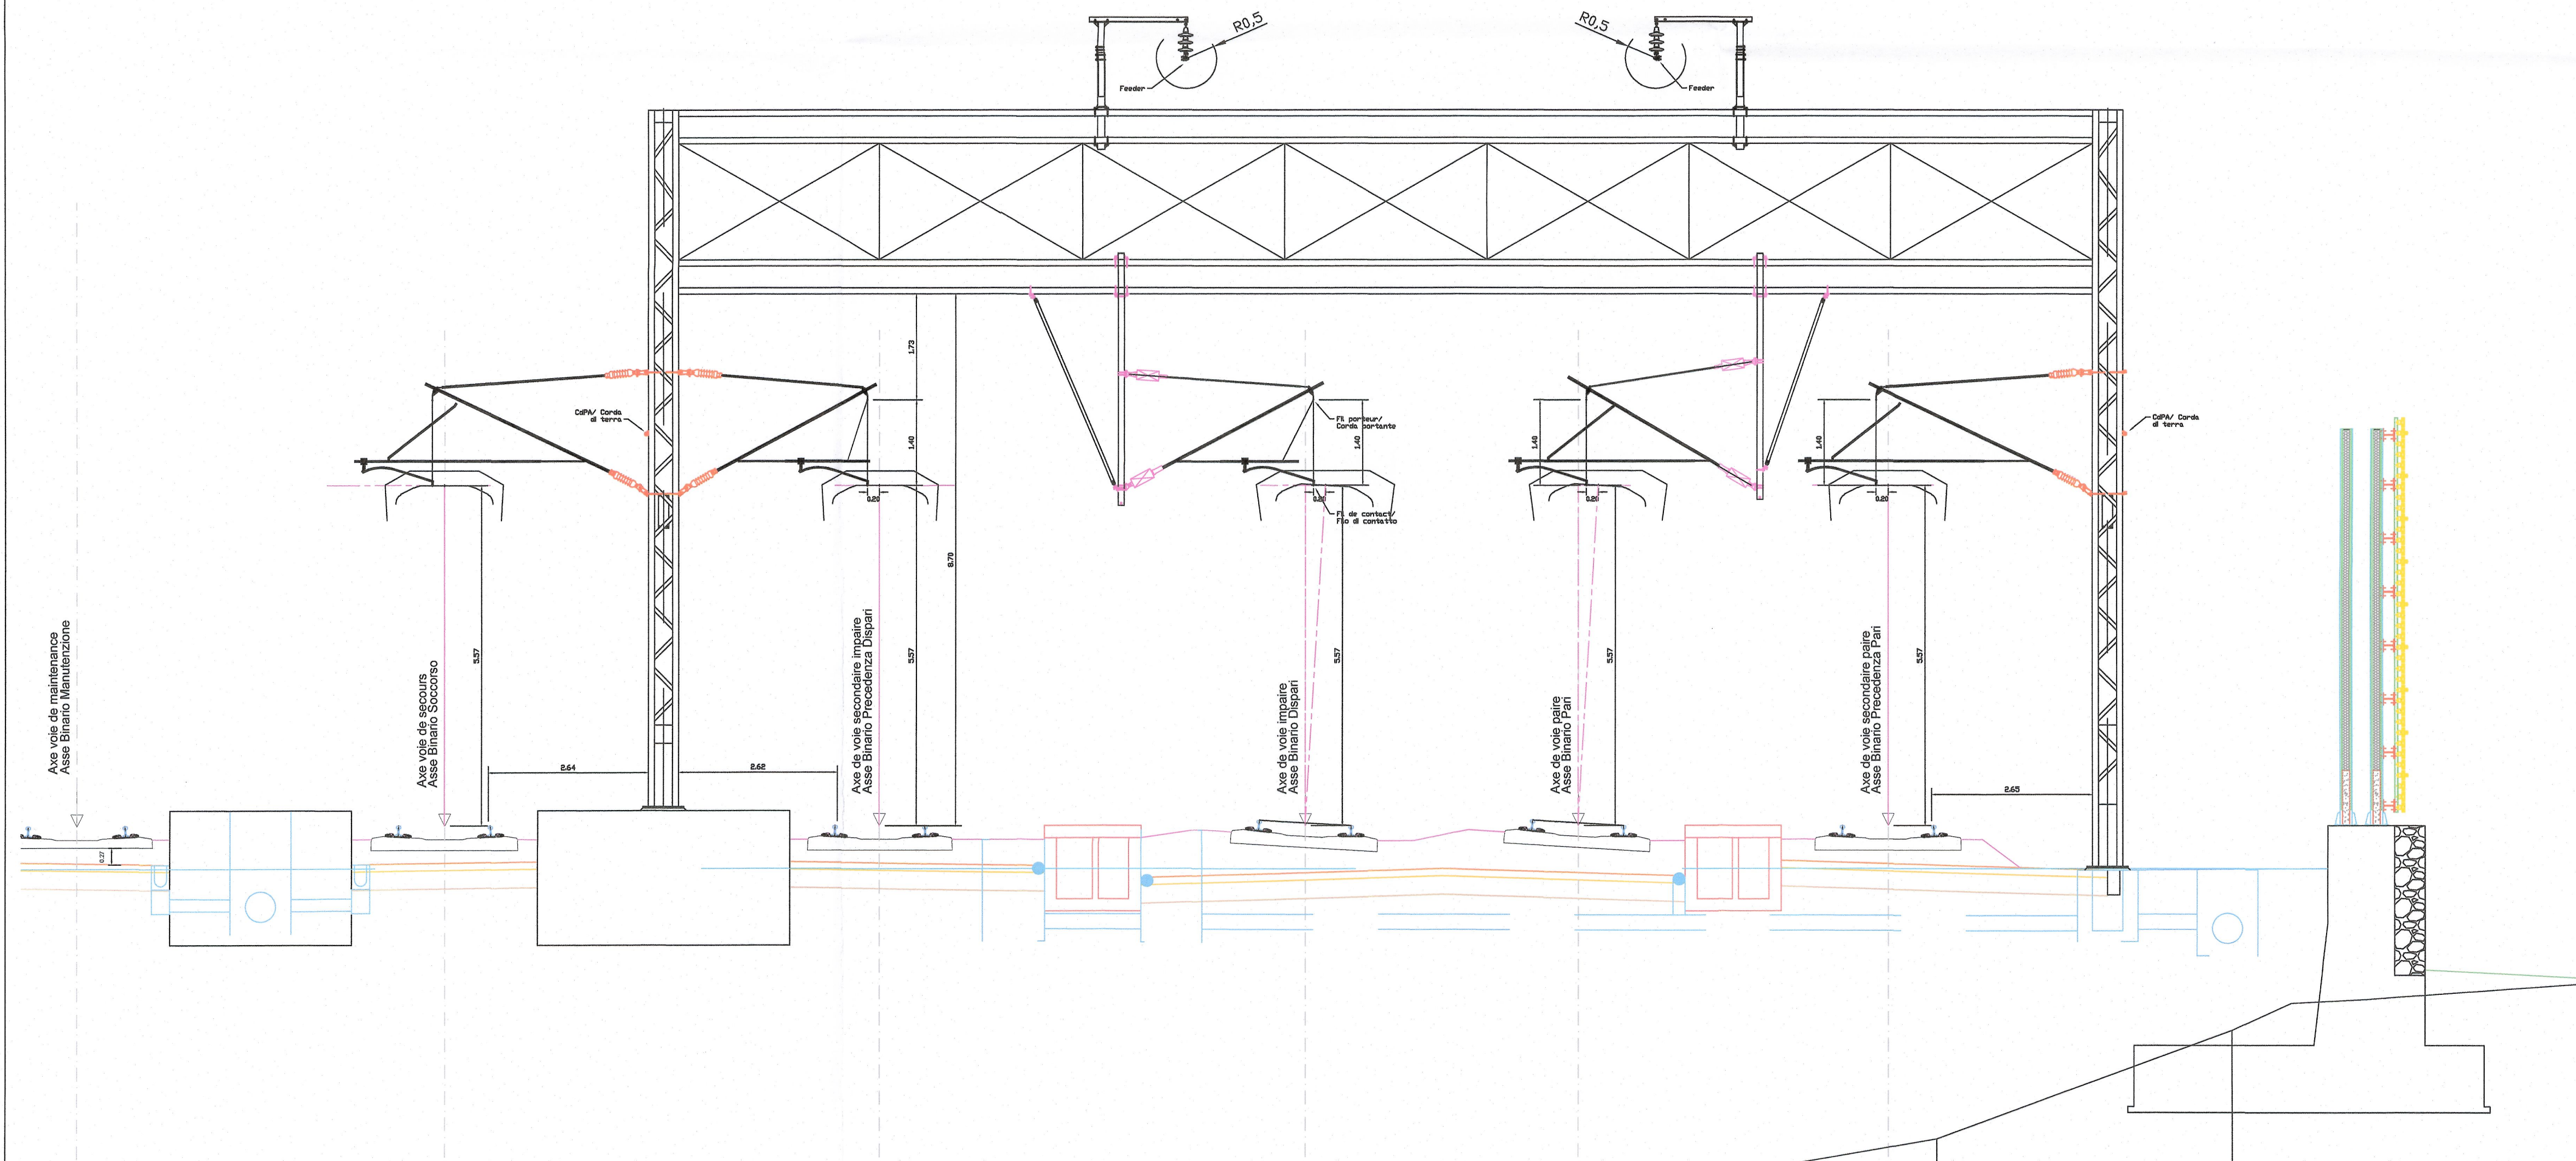 R0,5
R0,5
Feeder
Feeder
1.73
CdPA/ Corda
di terra
Fil porteur/
Corda portante
CdPA/ Corda
di terra
1.40
1.40
1.40
1.40
0.20
0.20
0.20
0.20
Fil de contact/
Filo di contatto
8.70
5.57
5.57
5.57
5.57
5.57
Axe voie de maintenance
Asse Binario Manutenzione
Axe voie de secours
Asse Binario Soccorso
Axe de voie secondaire impaire
Asse Binario Precedenza Dispari
Axe de voie impaire
Asse Binario Dispari
Axe de voie paire
Asse Binario Pari
Axe de voie secondaire paire
Asse Binario Precedenza Pari
2.64
2.62
2.65
0.27